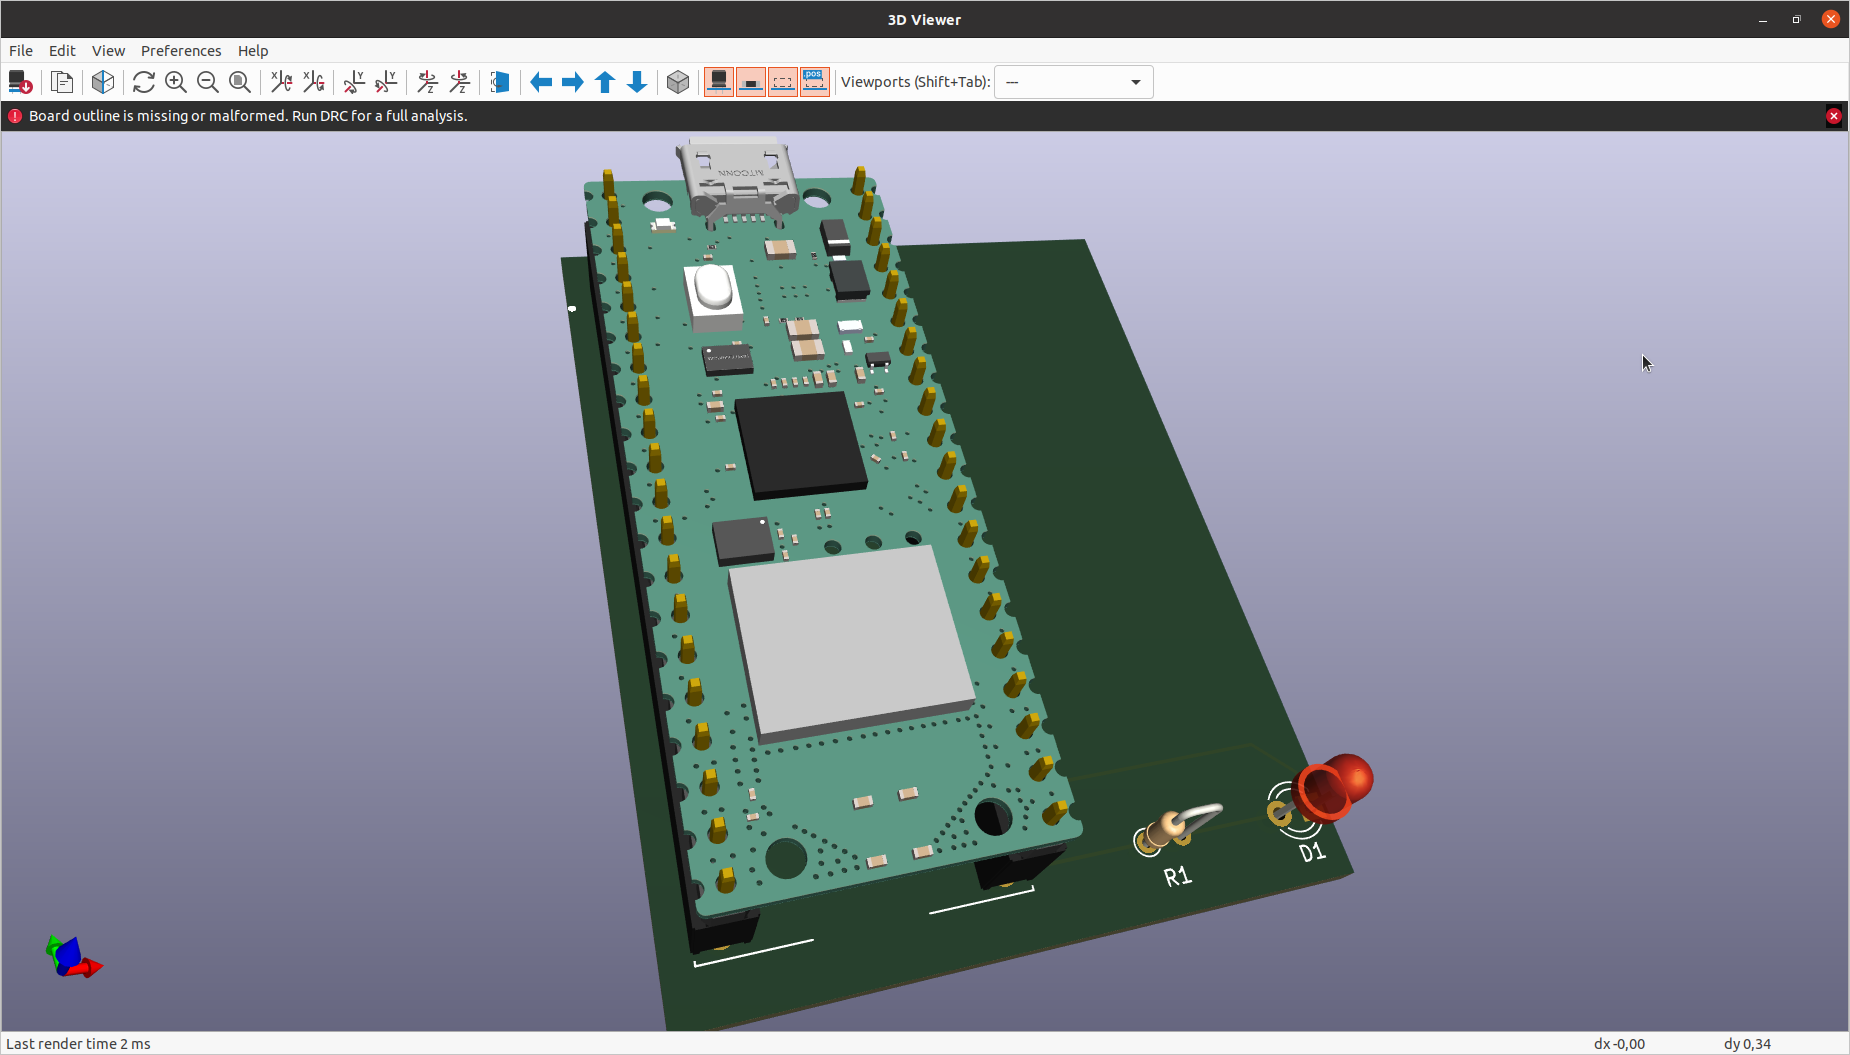 3D Viewer
File Edit View Preferences Help
Viewports (Shift+Tab): ---
Board outline is missing or malformed. Run DRC for a full analysis.
R1
D1
Last render time 2 ms dx -0,00 dy 0,34